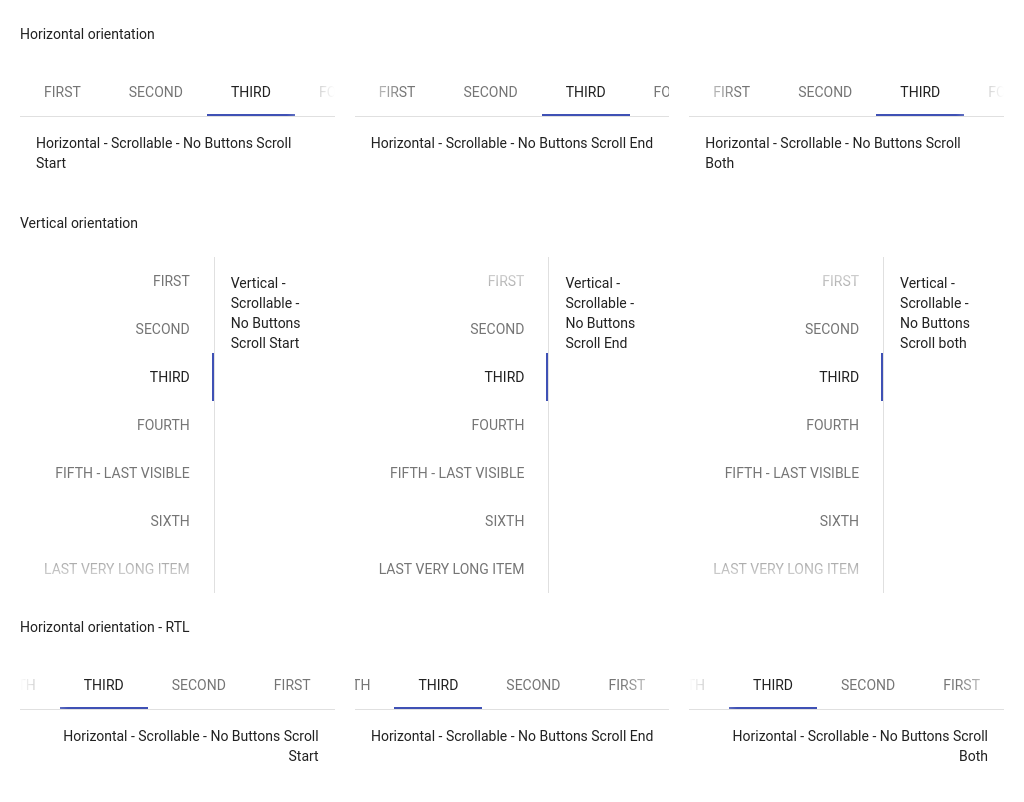 Horizontal orientation
FIRST SECOND THIRD FO
FIRST SECOND THIRD FO
FIRST SECOND THIRD FO
Horizontal - Scrollable - No Buttons Scroll
Start
Horizontal - Scrollable - No Buttons Scroll End
Horizontal - Scrollable - No Buttons Scroll
Both
Vertical orientation
FIRST
SECOND
THIRD
FOURTH
FIFTH - LAST VISIBLE
SIXTH
LAST VERY LONG ITEM
Vertical -
Scrollable -
No Buttons
Scroll Start
FIRST
SECOND
THIRD
FOURTH
FIFTH - LAST VISIBLE
SIXTH
LAST VERY LONG ITEM
Vertical -
Scrollable -
No Buttons
Scroll End
FIRST
SECOND
THIRD
FOURTH
FIFTH - LAST VISIBLE
SIXTH
LAST VERY LONG ITEM
Vertical -
Scrollable -
No Buttons
Scroll both
Horizontal orientation - RTL
TH THIRD SECOND FIRST
TH THIRD SECOND FIRST
TH THIRD SECOND FIRST
Horizontal - Scrollable - No Buttons Scroll
Start
Horizontal - Scrollable - No Buttons Scroll End
Horizontal - Scrollable - No Buttons Scroll
Both